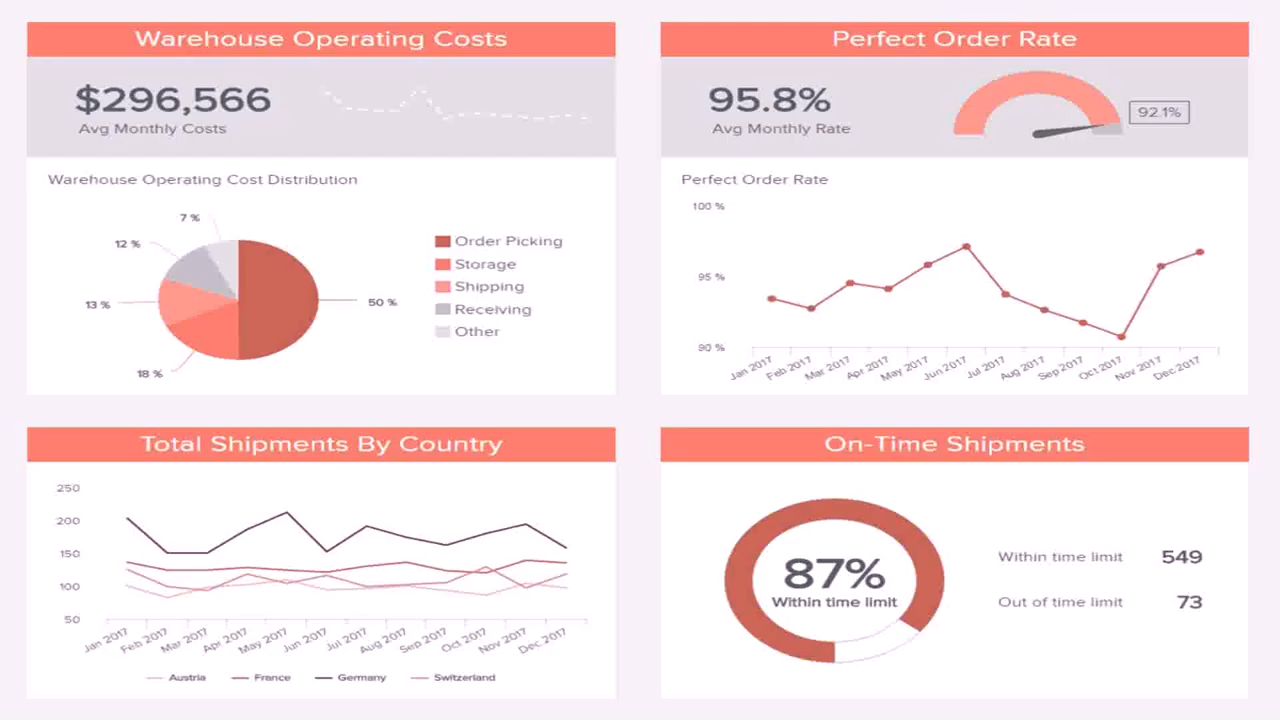 Warehouse Operating Costs
$296,566
Avg Monthly Costs
Warehouse Operating Cost Distribution
7 %
12 %
13 %
18 %
50 %
Order Picking
Storage
Shipping
Receiving
Other
Perfect Order Rate
95.8%
Avg Monthly Rate
92.1%
Perfect Order Rate
100 %
95 %
90 %
Jan 2017 Feb 2017 Mar 2017 Apr 2017 May 2017 Jun 2017 Jul 2017 Aug 2017 Sep 2017 Oct 2017 Nov 2017 Dec 2017
Total Shipments By Country
250
200
150
100
50
Jan 2017 Feb 2017 Mar 2017 Apr 2017 May 2017 Jun 2017 Jul 2017 Aug 2017 Sep 2017 Oct 2017 Nov 2017 Dec 2017
Austria France Germany Switzerland
On-Time Shipments
87%
Within time limit
Within time limit 549
Out of time limit 73